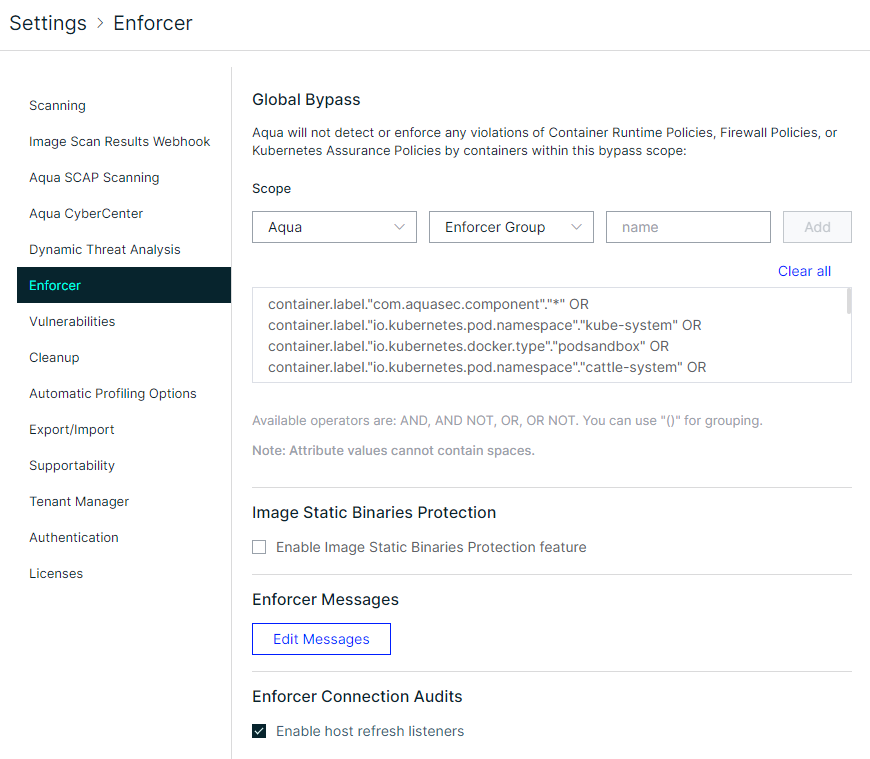 Settings > Enforcer
Scanning
Image Scan Results Webhook
Aqua SCAP Scanning
Aqua CyberCenter
Dynamic Threat Analysis
Enforcer
Vulnerabilities
Cleanup
Automatic Profiling Options
Export/Import
Supportability
Tenant Manager
Authentication
Licenses
Global Bypass
Aqua will not detect or enforce any violations of Container Runtime Policies, Firewall Policies, or
Kubernetes Assurance Policies by containers within this bypass scope:
Scope
Aqua
Enforcer Group
name
Add
Clear all
container.label."com.aquasec.component"."*" OR
container.label."io.kubernetes.pod.namespace"."kube-system" OR
container.label."io.kubernetes.docker.type"."podsandbox" OR
container.label."io.kubernetes.pod.namespace"."cattle-system" OR
Available operators are: AND, AND NOT, OR, OR NOT. You can use "()" for grouping.
Note: Attribute values cannot contain spaces.
Image Static Binaries Protection
Enable Image Static Binaries Protection feature
Enforcer Messages
Edit Messages
Enforcer Connection Audits
Enable host refresh listeners